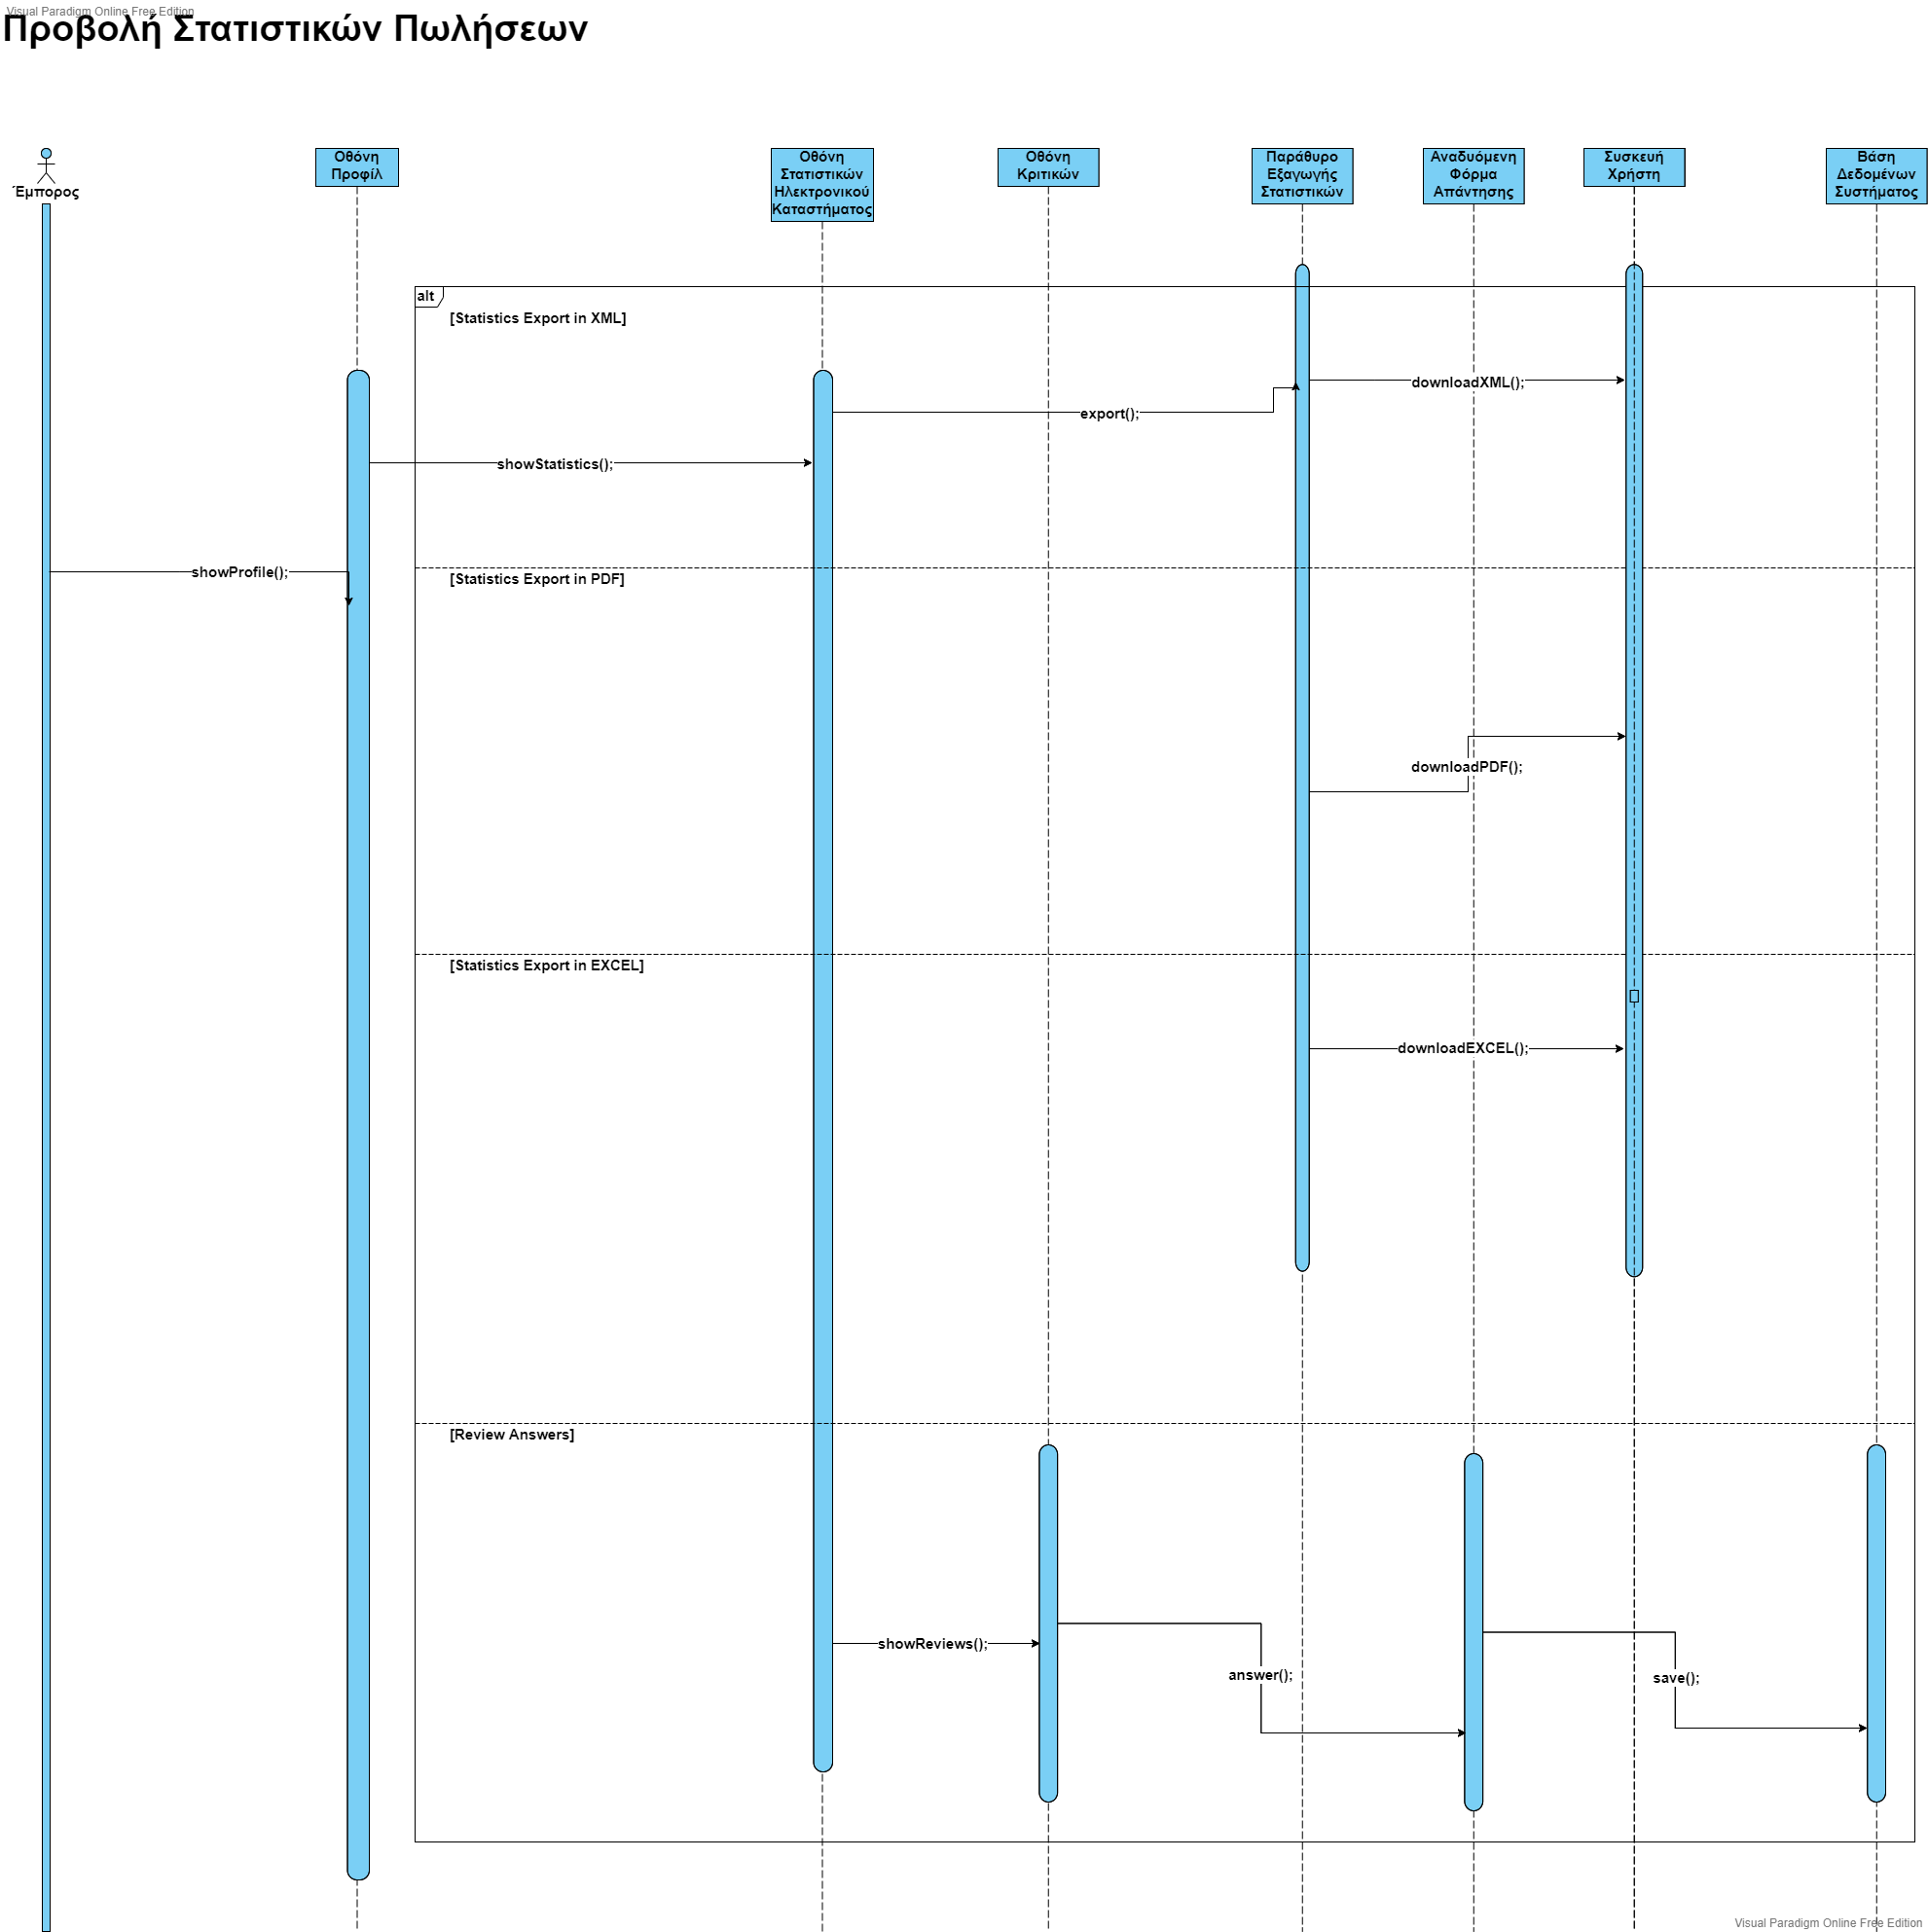 Visual Paradigm Online Free Edition
Προβολή Στατιστικών Πωλήσεων
Έμπορος
Οθόνη
Προφίλ
Οθόνη
Στατιστικών
Ηλεκτρονικού
Καταστήματος
Οθόνη
Κριτικών
Παράθυρο
Εξαγωγής
Στατιστικών
Αναδυόμενη
Φόρμα
Απάντησης
Συσκευή
Χρήστη
Βάση
Δεδομένων
Συστήματος
alt
[Statistics Export in XML]
downloadXML();
export();
showStatistics();
showProfile();
[Statistics Export in PDF]
downloadPDF();
[Statistics Export in EXCEL]
downloadEXCEL();
[Review Answers]
showReviews();
answer();
save();
Visual Paradigm Online Free Edition